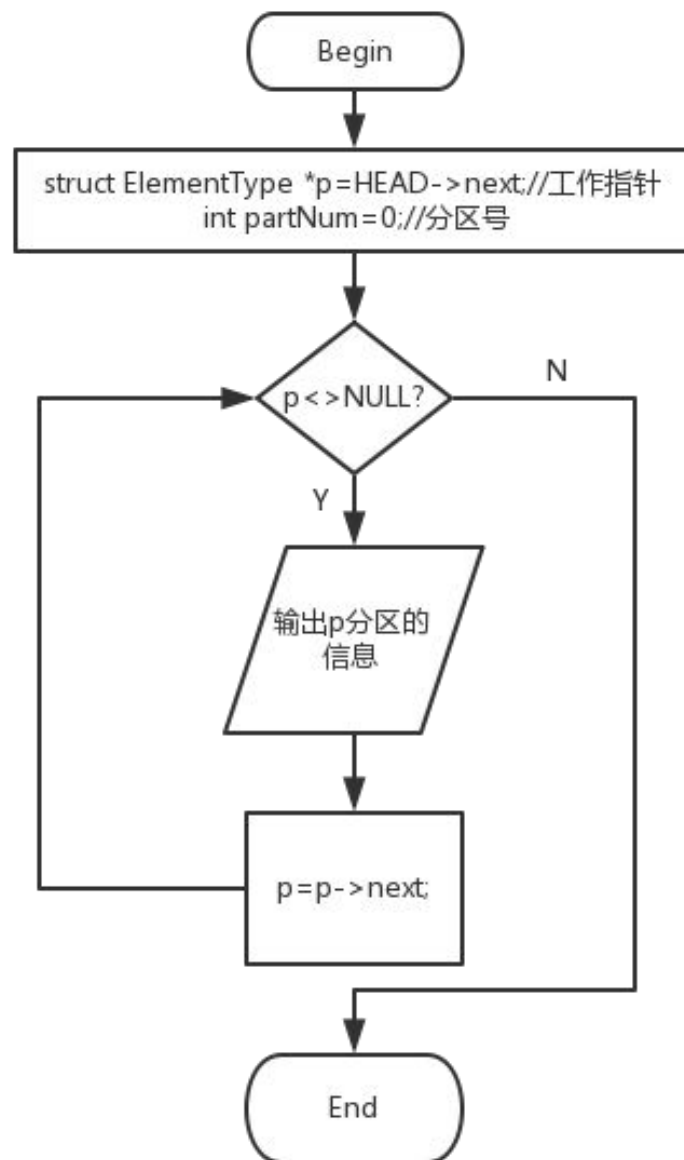 Begin
struct ElementType *p=HEAD->next;//工作指针
int partNum=0;//分区号
p<>NULL?
N
Y
输出p分区的
信息
p=p->next;
End